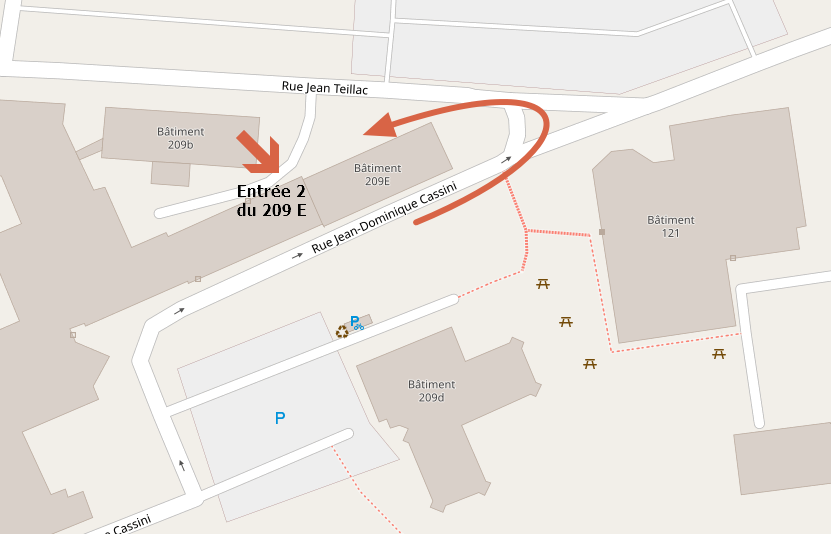 Rue Jean Teillac
Bâtiment
209b
Bâtiment
209E
Entrée 2
du 209 E
Rue Jean-Dominique Cassini
Bâtiment
121
P
Bâtiment
209d
P
e Cassini